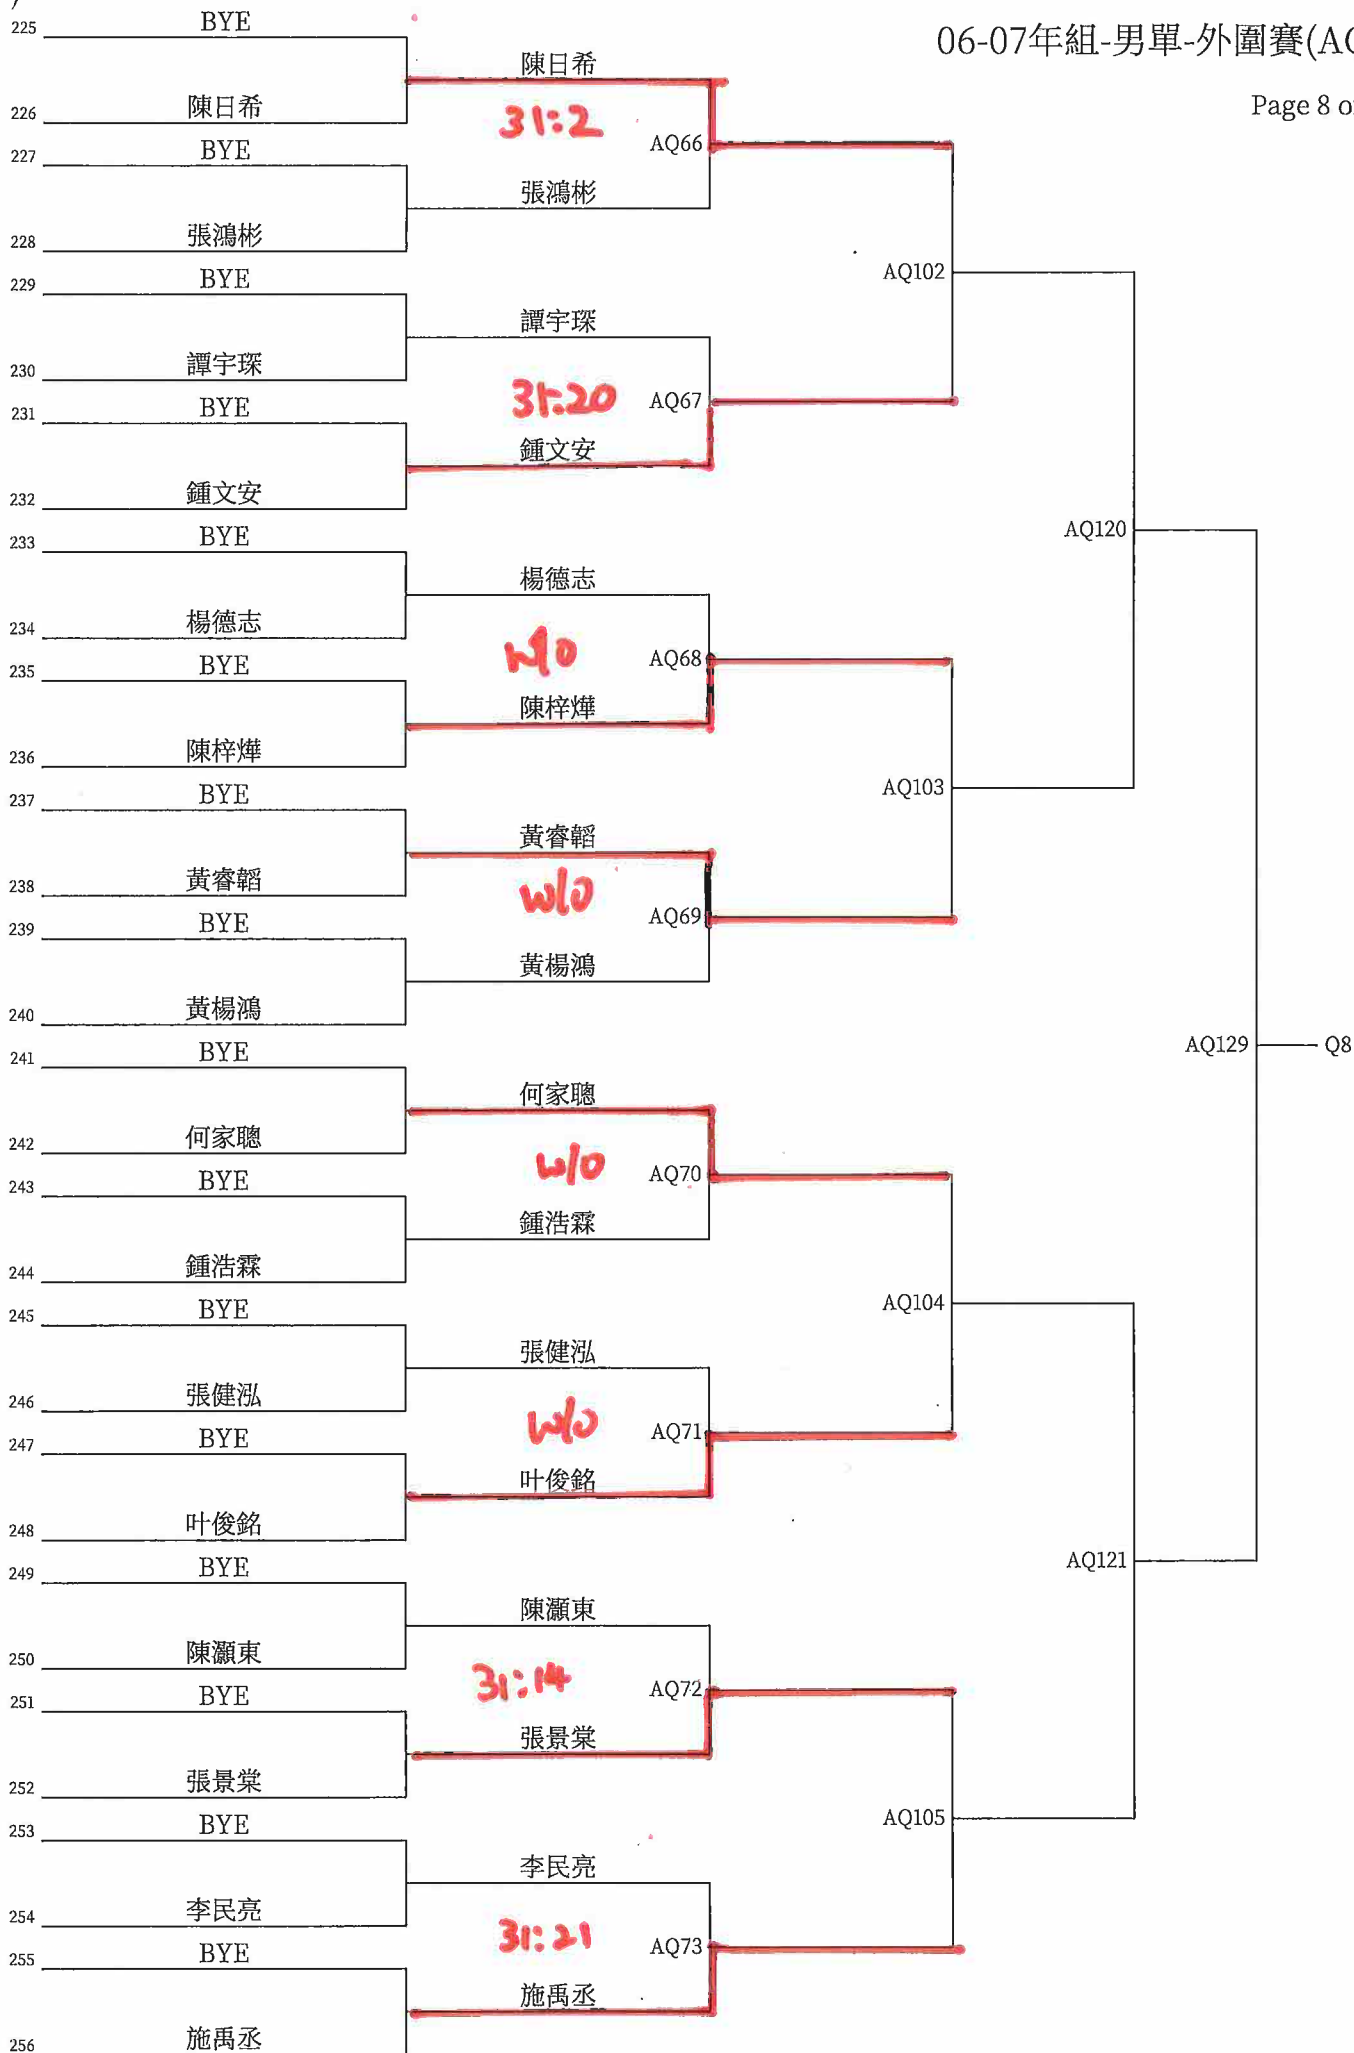 06-07年組-男單-外圍賽(AQ
Page 8 o
225 BYE
陳日希
226 陳日希
31:2
AQ66
227 BYE
張鴻彬
228 張鴻彬
AQ102
229 BYE
譚宇琛
230 譚宇琛
31:20
AQ67
231 BYE
鍾文安
232 鍾文安
AQ120
233 BYE
楊德志
234 楊德志
w/o
AQ68
235 BYE
陳梓燁
236 陳梓燁
AQ103
237 BYE
黃睿韜
238 黃睿韜
w/o
AQ69
239 BYE
黃楊鴻
240 黃楊鴻
AQ129
Q8
241 BYE
何家聰
242 何家聰
w/o
AQ70
243 BYE
鍾浩霖
244 鍾浩霖
AQ104
245 BYE
張健泓
246 張健泓
w/o
AQ71
247 BYE
叶俊銘
248 叶俊銘
AQ121
249 BYE
陳灝東
250 陳灝東
31:14
AQ72
251 BYE
張景棠
252 張景棠
AQ105
253 BYE
李民亮
254 李民亮
31:21
AQ73
255 BYE
施禹丞
256 施禹丞